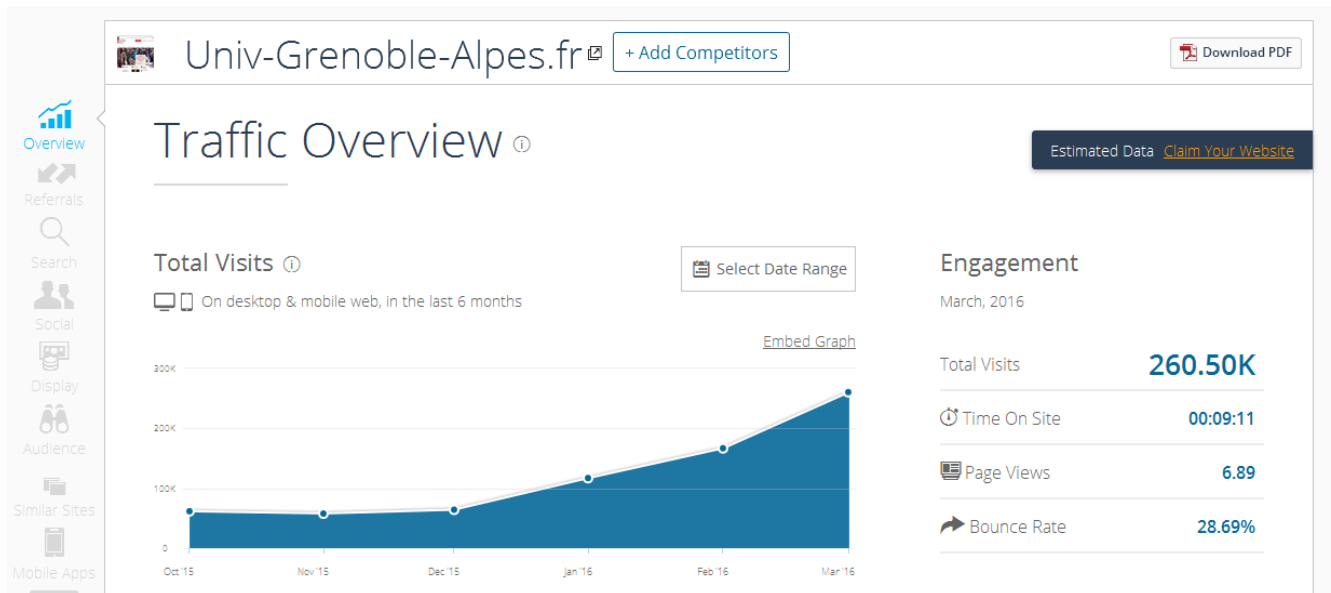 Univ-Grenoble-Alpes.fr + Add Competitors Download PDF
Overview
Referrals
Search
Social
Display
Audience
Similar Sites
Mobile Apps
Traffic Overview
Estimated Data Claim Your Website
Total Visits
Select Date Range
On desktop & mobile web, in the last 6 months
Embed Graph
300K
200K
100K
0
Oct '15 Nov '15 Dec '15 Jan '16 Feb '16 Mar '16
Engagement
March, 2016
Total Visits 260.50K
Time On Site 00:09:11
Page Views 6.89
Bounce Rate 28.69%